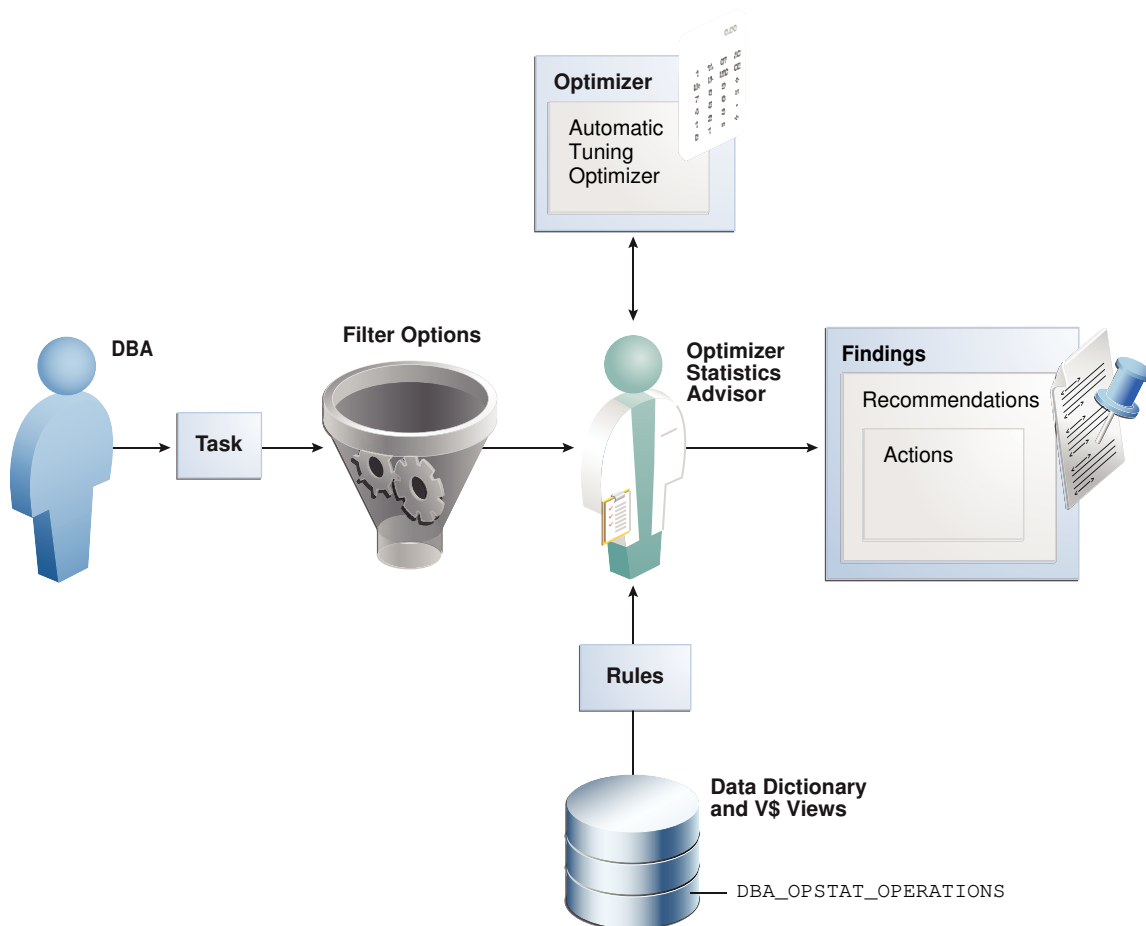 Optimizer
Automatic
Tuning
Optimizer
DBA
Task
Filter Options
Optimizer
Statistics
Advisor
Findings
Recommendations
Actions
Rules
Data Dictionary
and V$ Views
DBA_OPSTAT_OPERATIONS